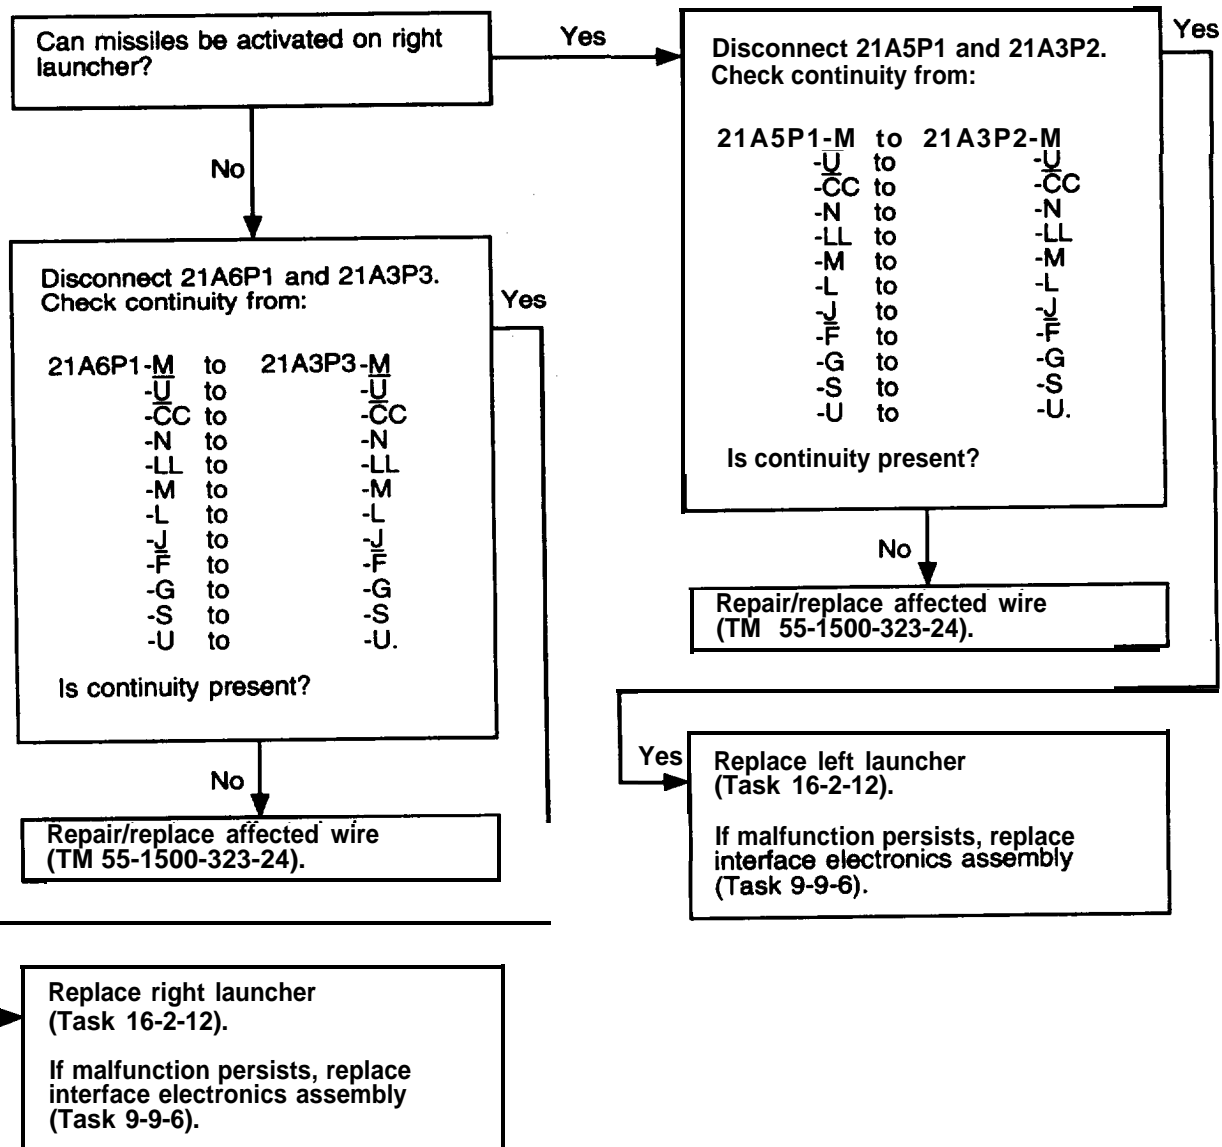 Can missiles be activated on right
launcher?
Yes
No
Disconnect 21A6P1 and 21A3P3.
Check continuity from:
21A6P1-M to 21A3P3-M
-U to -U
-CC to -CC
-N to -N
-LL to -LL
-M to -M
-L to -L
-J to -J
-F to -F
-G to -G
-S to -S
-U to -U.
Is continuity present?
Yes
No
Repair/replace affected wire
(TM 55-1500-323-24).
Replace right launcher
(Task 16-2-12).
If malfunction persists, replace
interface electronics assembly
(Task 9-9-6).
Disconnect 21A5P1 and 21A3P2.
Check continuity from:
21A5P1-M to 21A3P2-M
-U to -U
-CC to -CC
-N to -N
-LL to -LL
-M to -M
-L to -L
-J to -J
-F to -F
-G to -G
-S to -S
-U to -U.
Is continuity present?
Yes
No
Repair/replace affected wire
(TM 55-1500-323-24).
Yes
Replace left launcher
(Task 16-2-12).
If malfunction persists, replace
interface electronics assembly
(Task 9-9-6).